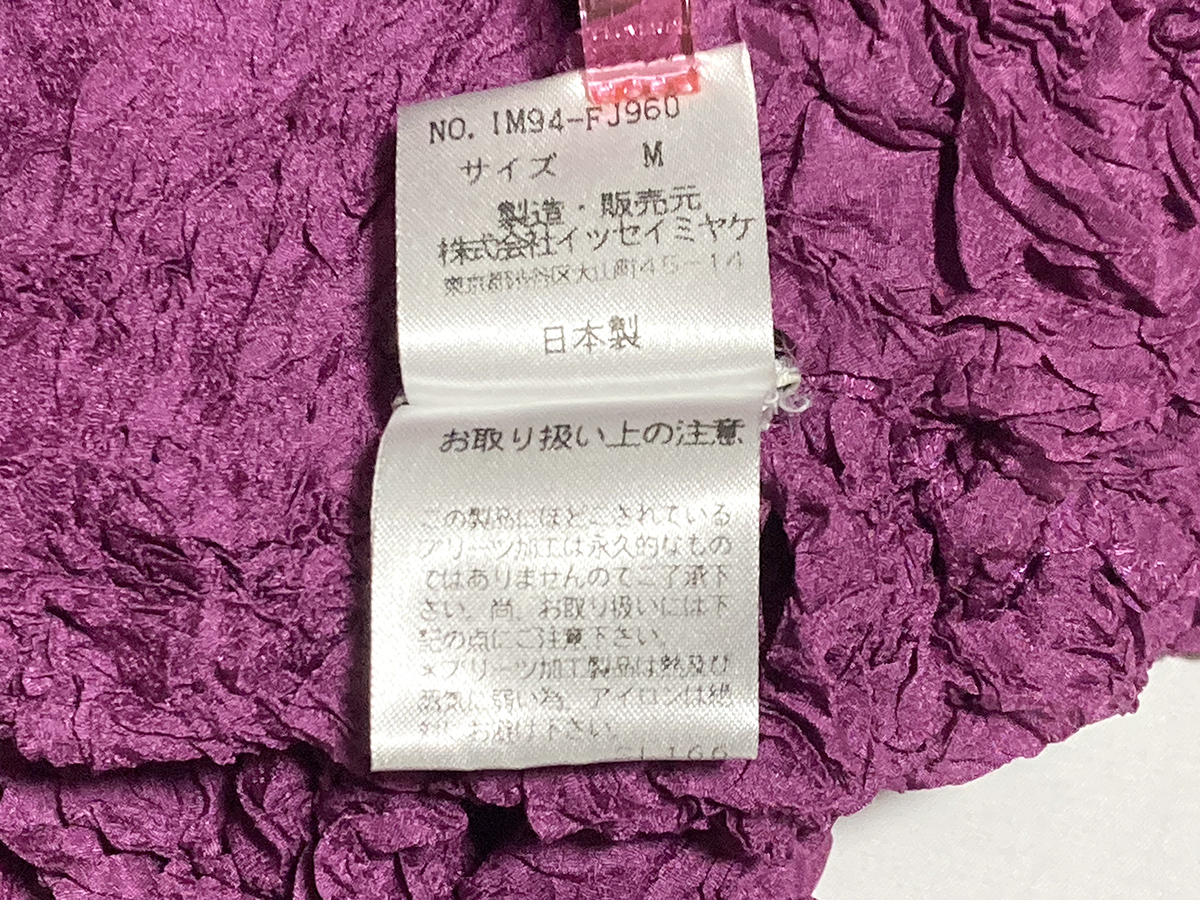 NO. IM94-FJ960
サイズ M
製造・販売元
株式会社イッセイミヤケ
東京都渋谷区大山町45-14
日本製
お取り扱い上の注意
この製品にほどこされている
プリーツ加工は永久的なもの
ではありませんのでご了承下
さい。尚、お取り扱いには下
記の点にご注意下さい。
*プリーツ加工製品は熱及び
蒸気に弱い為、アイロンは絶
対にお避け下さい。